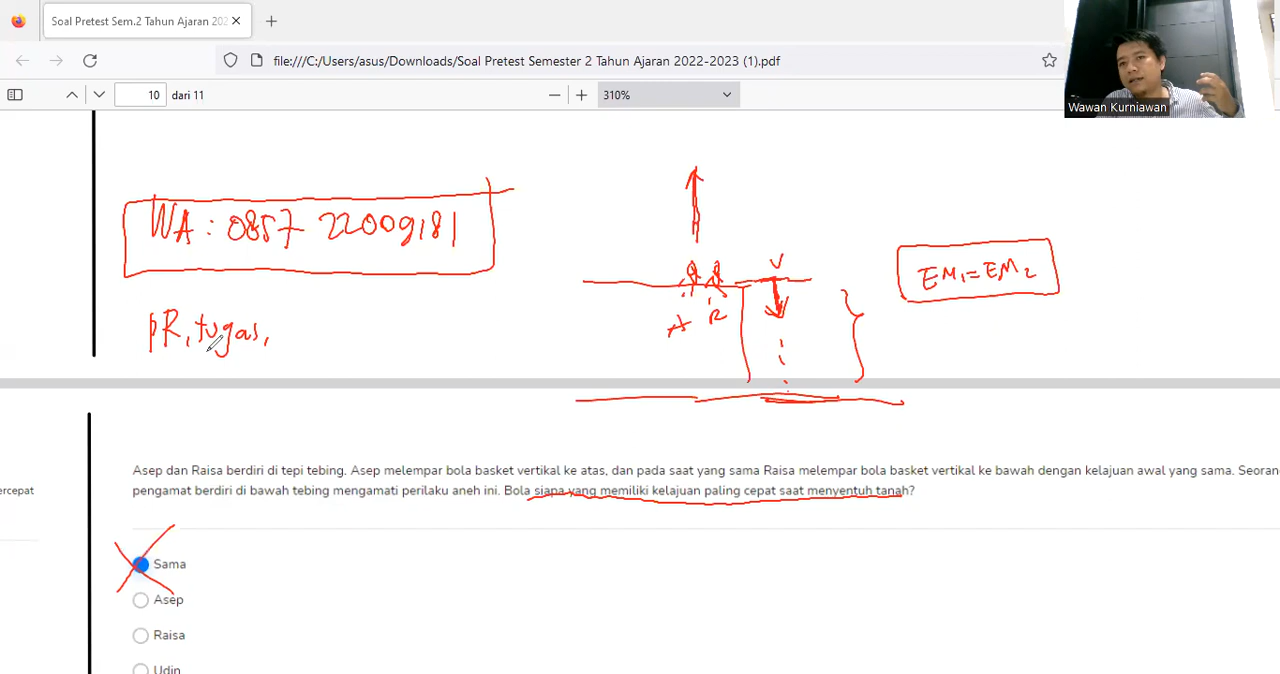 Soal Pretest Sem.2 Tahun Ajaran 202
file:///C:/Users/asus/Downloads/Soal Pretest Semester 2 Tahun Ajaran 2022-2023 (1).pdf
10 dari 11
310%
Wawan Kurniawan
WA : 0857 22009181
PR, tugas,
A R
V
EM1 = EM2
Asep dan Raisa berdiri di tepi tebing. Asep melempar bola basket vertikal ke atas, dan pada saat yang sama Raisa melempar bola basket vertikal ke bawah dengan kelajuan awal yang sama. Seoran
ercepat
pengamat berdiri di bawah tebing mengamati perilaku aneh ini. Bola siapa yang memiliki kelajuan paling cepat saat menyentuh tanah?
Sama
Asep
Raisa
Udin